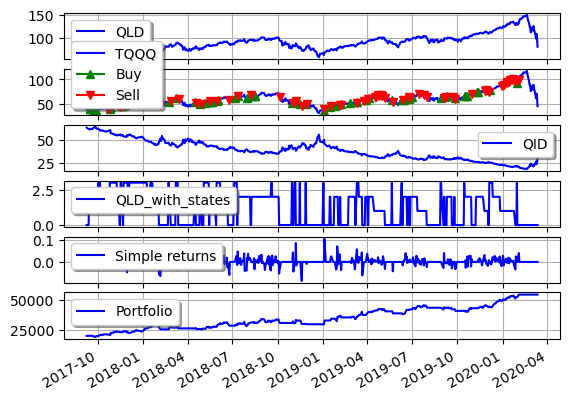 150
100
QLD
TQQQ
Buy
Sell
100
50
50
25
QID
2.5
0.0
QLD_with_states
0.1
0.0
Simple returns
50000
25000
Portfolio
2017-10
2018-01
2018-04
2018-07
2018-10
2019-01
2019-04
2019-07
2019-10
2020-01
2020-04